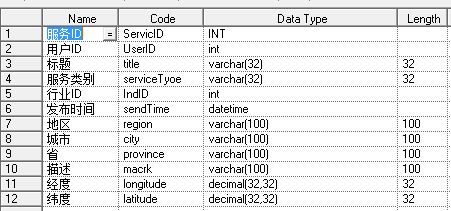 Name Code Data Type Length
1 服务ID = ServicID INT
2 用户ID UserID int
3 标题 title varchar(32) 32
4 服务类别 serviceTyoe varchar(32) 32
5 行业ID IndID int
6 发布时间 sendTime datetime
7 地区 region varchar(100) 100
8 城市 city varchar(100) 100
9 省 province varchar(100) 100
10 描述 macrk varchar(100) 100
11 经度 longitude decimal(32,32) 32
12 纬度 latitude decimal(32,32) 32